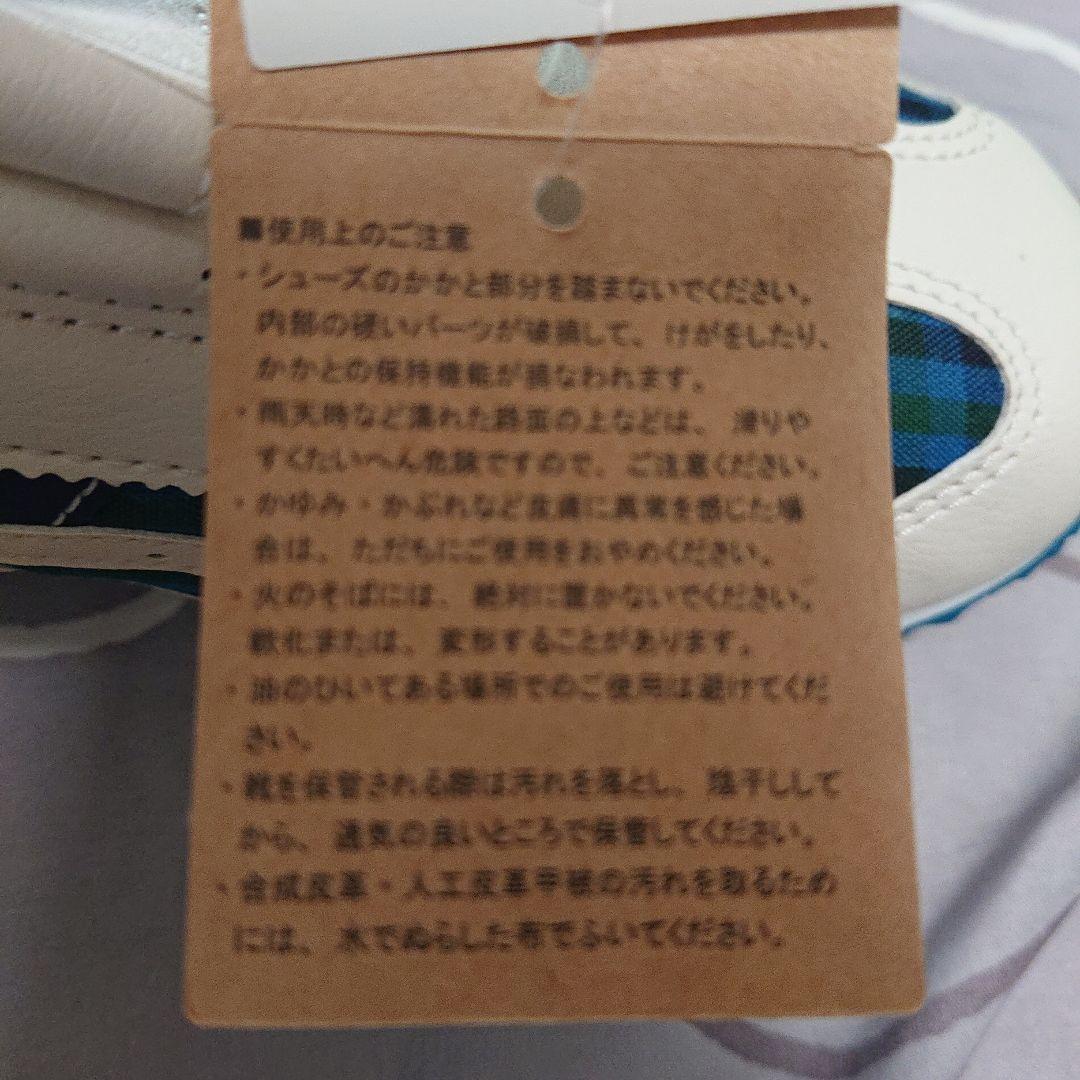 ■使用上のご注意
・シューズのかかと部分を踏まないでください。
内部の硬いパーツが破損して、けがをしたり、
かかとの保持機能が損なわれます。
・雨天時など濡れた路面の上などは、滑りや
すくたいへん危険ですので、ご注意ください。
・かゆみ・かぶれなど皮膚に異常を感じた場
合は、ただちにご使用をおやめください。
・火のそばには、絶対に置かないでください。
軟化または、変形することがあります。
・油のひいてある場所でのご使用は避けてくだ
さい。
・靴を保管される際は汚れを落とし、陰干しして
から、通気の良いところで保管してください。
・合成皮革・人工皮革甲被の汚れを取るため
には、水でぬらした布でふいてください。